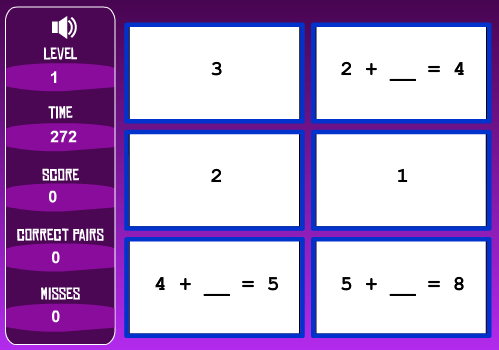 LEVEL
1
TIME
272
SCORE
0
CORRECT PAIRS
0
MISSES
0
3
2 + __ = 4
2
1
4 + __ = 5
5 + __ = 8